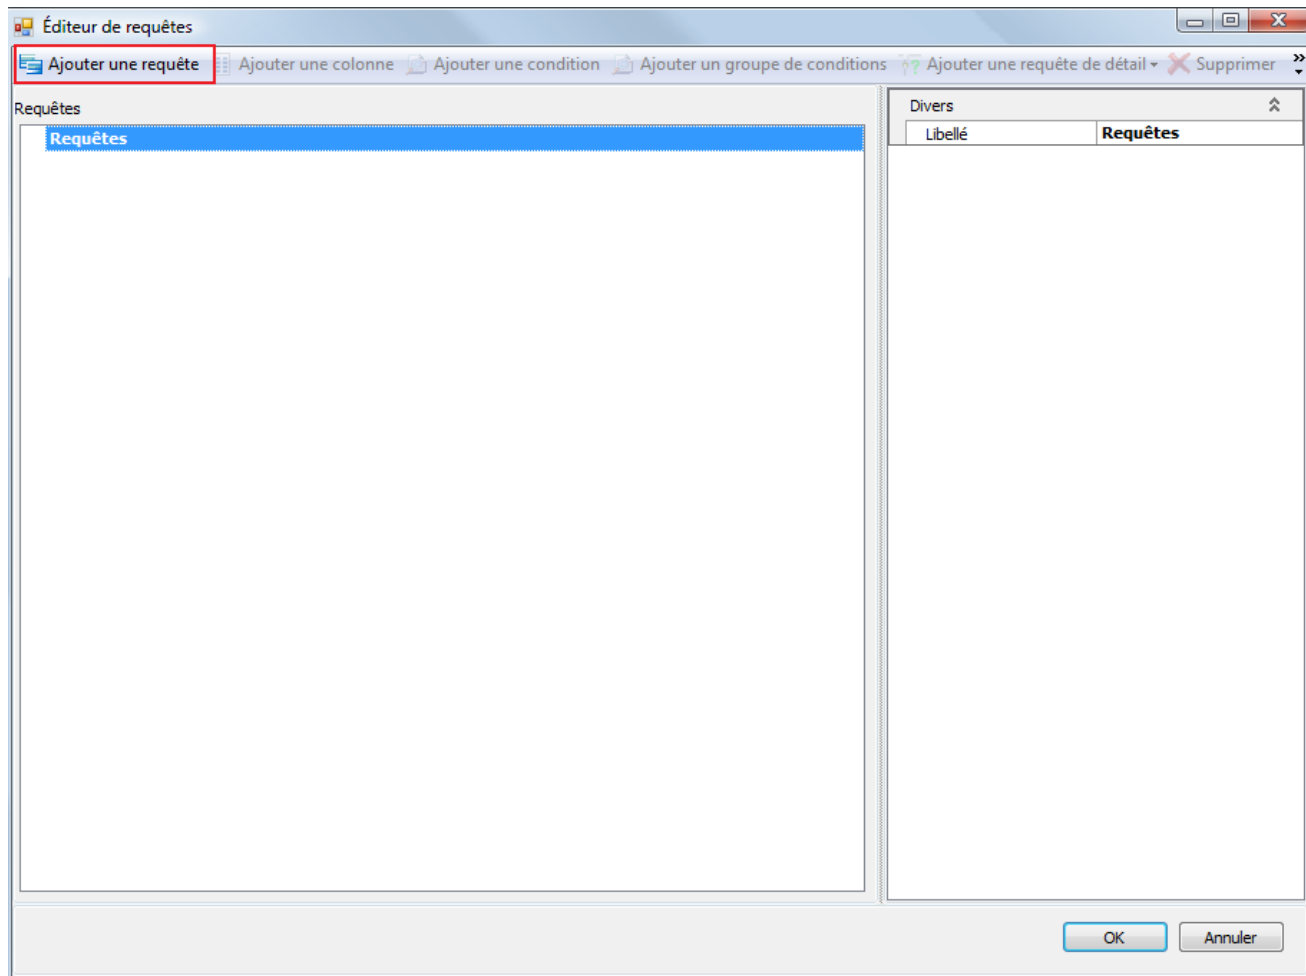 Éditeur de requêtes
Ajouter une requête Ajouter une colonne Ajouter une condition Ajouter un groupe de conditions Ajouter une requête de détail Supprimer
Requêtes
Requêtes
Divers
Libellé Requêtes
OK Annuler